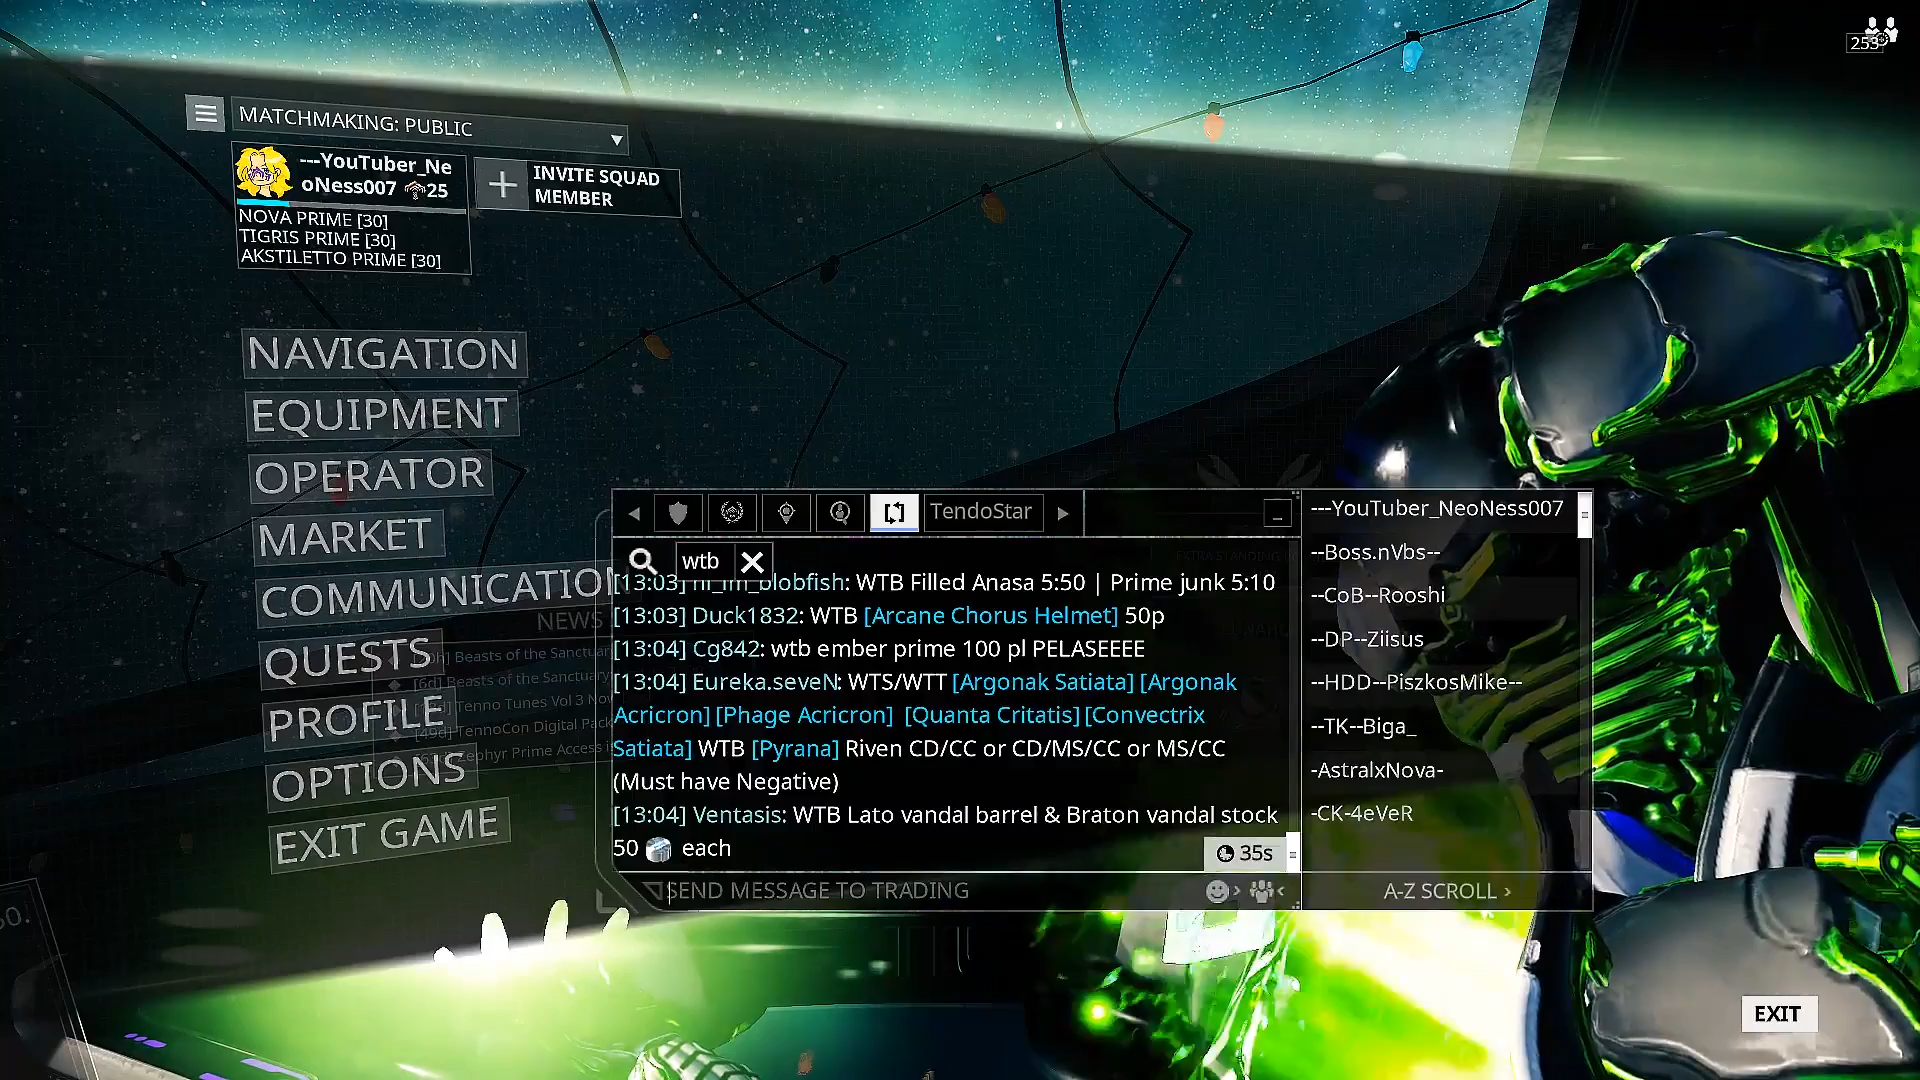 253
MATCHMAKING: PUBLIC
---YouTuber_Ne
oNess007 25
NOVA PRIME [30]
TIGRIS PRIME [30]
AKSTILETTO PRIME [30]
INVITE SQUAD
MEMBER
NAVIGATION
EQUIPMENT
OPERATOR
MARKET
COMMUNICATION
QUESTS
PROFILE
OPTIONS
EXIT GAME
NEWS
Beasts of the Sanctuar
[6d] Beasts of the Sanctuary
Tenno Tunes Vol 3 Nov
[49d] TennoCon Digital Pack
Zephyr Prime Access i
TendoStar
wtb
[13:03] hi_im_blobfish: WTB Filled Anasa 5:50 | Prime junk 5:10
[13:03] Duck1832: WTB [Arcane Chorus Helmet] 50p
[13:04] Cg842: wtb ember prime 100 pl PELASEEEE
[13:04] Eureka.seveN: WTS/WTT [Argonak Satiata] [Argonak
Acricron] [Phage Acricron] [Quanta Critatis] [Convectrix
Satiata] WTB [Pyrana] Riven CD/CC or CD/MS/CC or MS/CC
(Must have Negative)
[13:04] Ventasis: WTB Lato vandal barrel & Braton vandal stock
50 each
35s
SEND MESSAGE TO TRADING
---YouTuber_NeoNess007
--Boss.nVbs--
--CoB--Rooshi
--DP--Ziisus
--HDD--PiszkosMike--
--TK--Biga_
-AstralxNova-
-CK-4eVeR
A-Z SCROLL >
EXIT